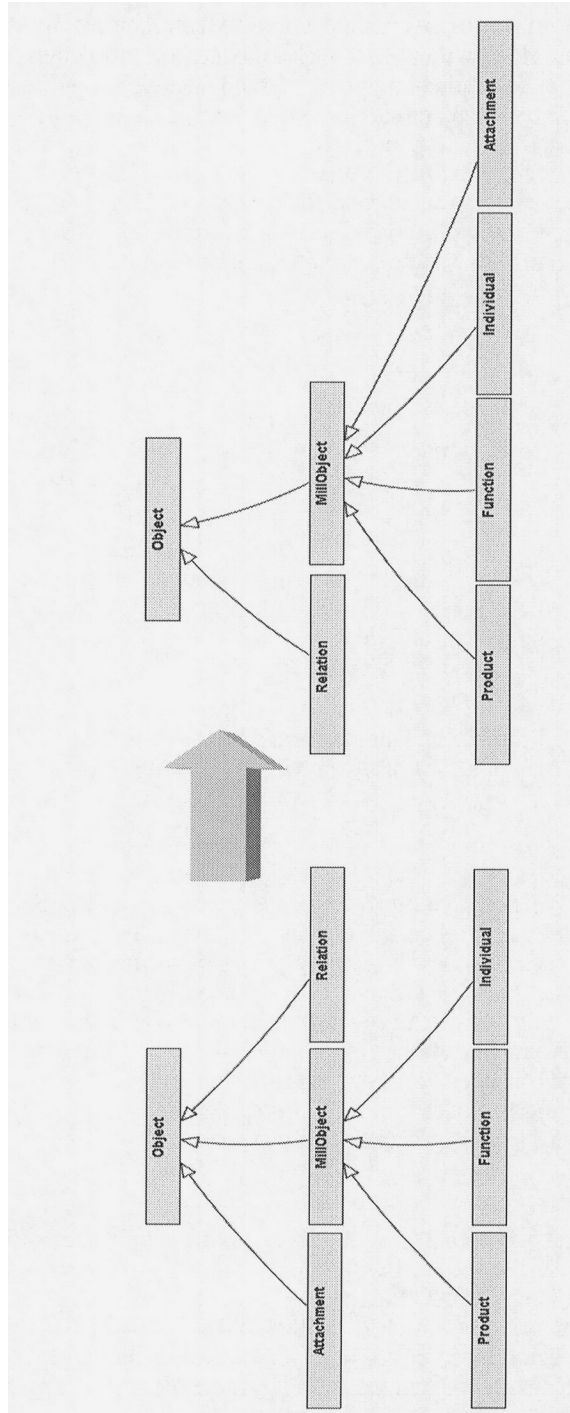 Object
Attachment
MillObject
Relation
Product
Function
Individual
Object
Relation
MillObject
Product
Function
Individual
Attachment